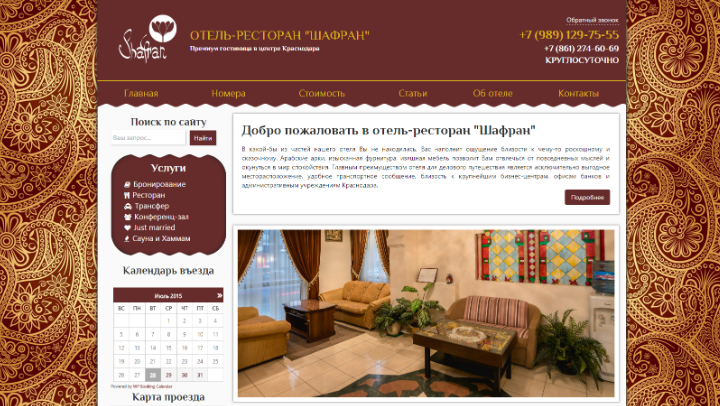 Shafran
ОТЕЛЬ-РЕСТОРАН "ШАФРАН"
Премиум гостиница в центре Краснодара
Обратный звонок
+7 (989) 129-75-55
+7 (861) 274-60-69
КРУГЛОСУТОЧНО
Главная Номера Стоимость Статьи Об отеле Контакты
Поиск по сайту
Ваш запрос... Найти
Услуги
Бронирование
Ресторан
Трансфер
Конференц-зал
Just married
Сауна и Хаммам
Календарь въезда
Июль 2015 »
ВС ПН ВТ СР ЧТ ПТ СБ
1 2 3 4
5 6 7 8 9 10 11
12 13 14 15 16 17 18
19 20 21 22 23 24 25
26 27 28 29 30 31
Powered by WP Booking Calendar
Карта проезда
Добро пожаловать в отель-ресторан "Шафран"
В какой-бы из частей нашего отеля Вы не находились, Вас наполнит ощущение близости к чему-то роскошному и
сказочному. Арабские арки, изысканная фурнитура, изящная мебель позволит Вам отвлечься от повседневных мыслей и
окунуться в мир спокойствия. Главным преимуществом отеля для делового путешествия является исключительно выгодное
месторасположение, удобное транспортное сообщение, близость к крупнейшим бизнес-центрам, офисам банков и
административным учреждениям Краснодара.
Подробнее